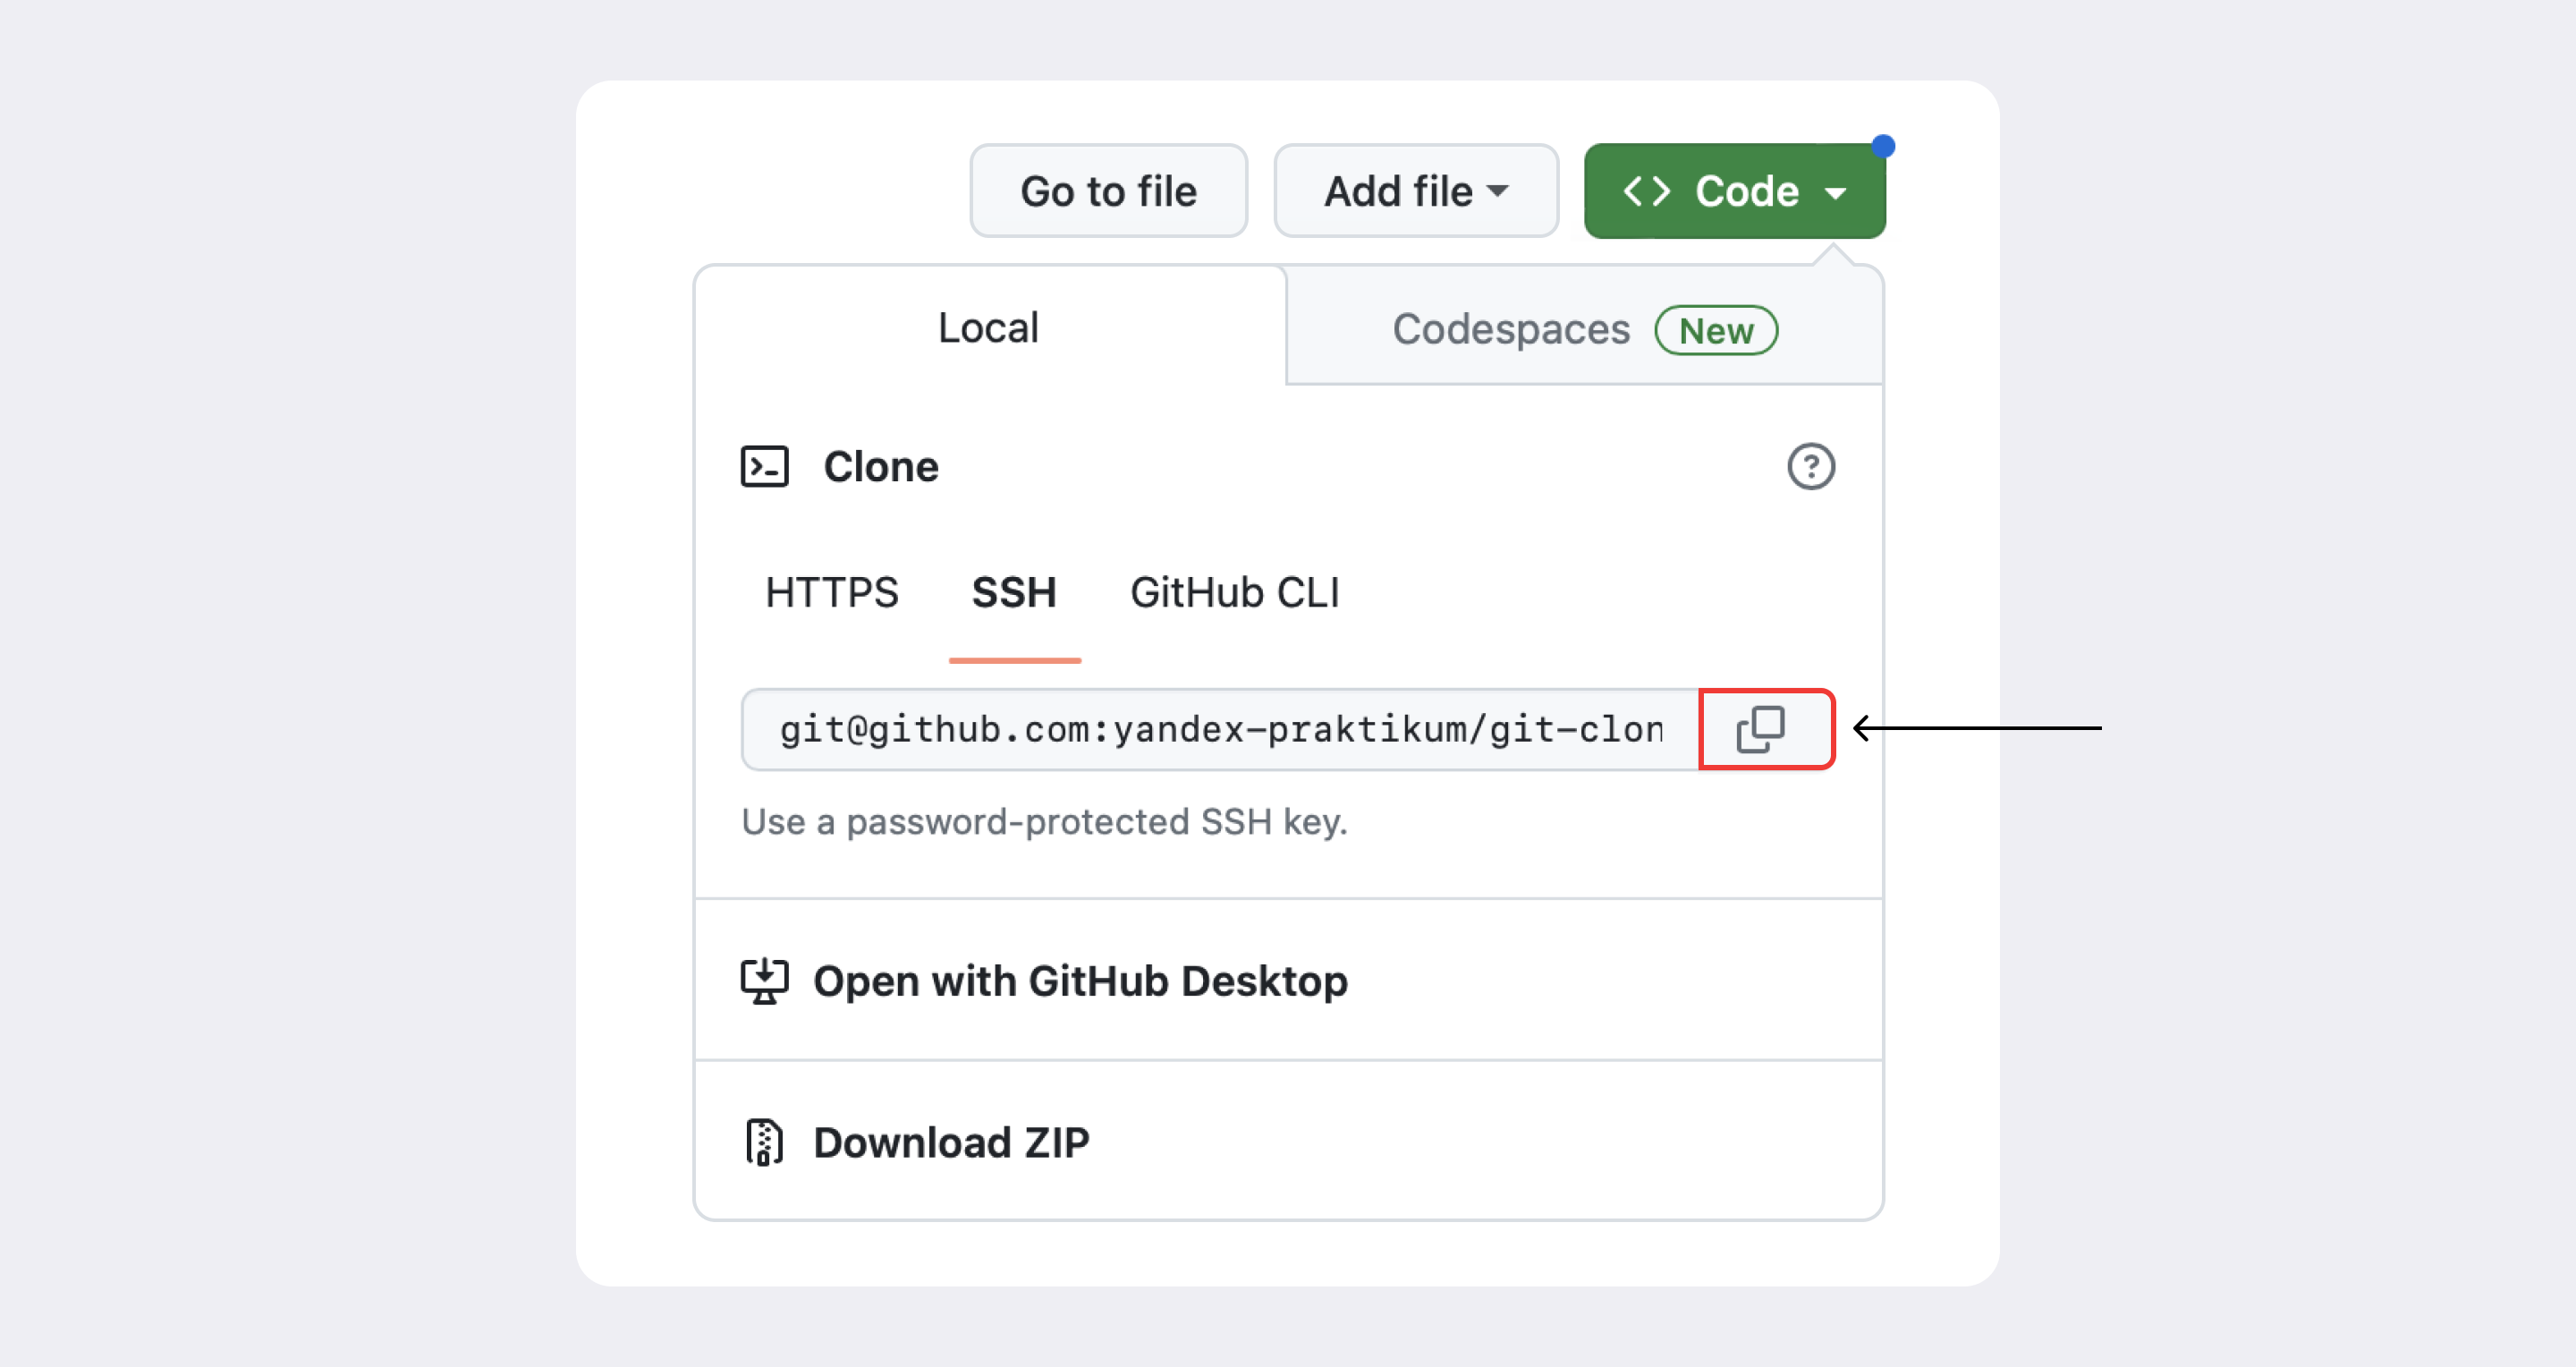 Go to file
Add file
Code
Local
Codespaces
New
Clone
HTTPS
SSH
GitHub CLI
git@github.com:yandex-praktikum/git-clon
Use a password-protected SSH key.
Open with GitHub Desktop
Download ZIP